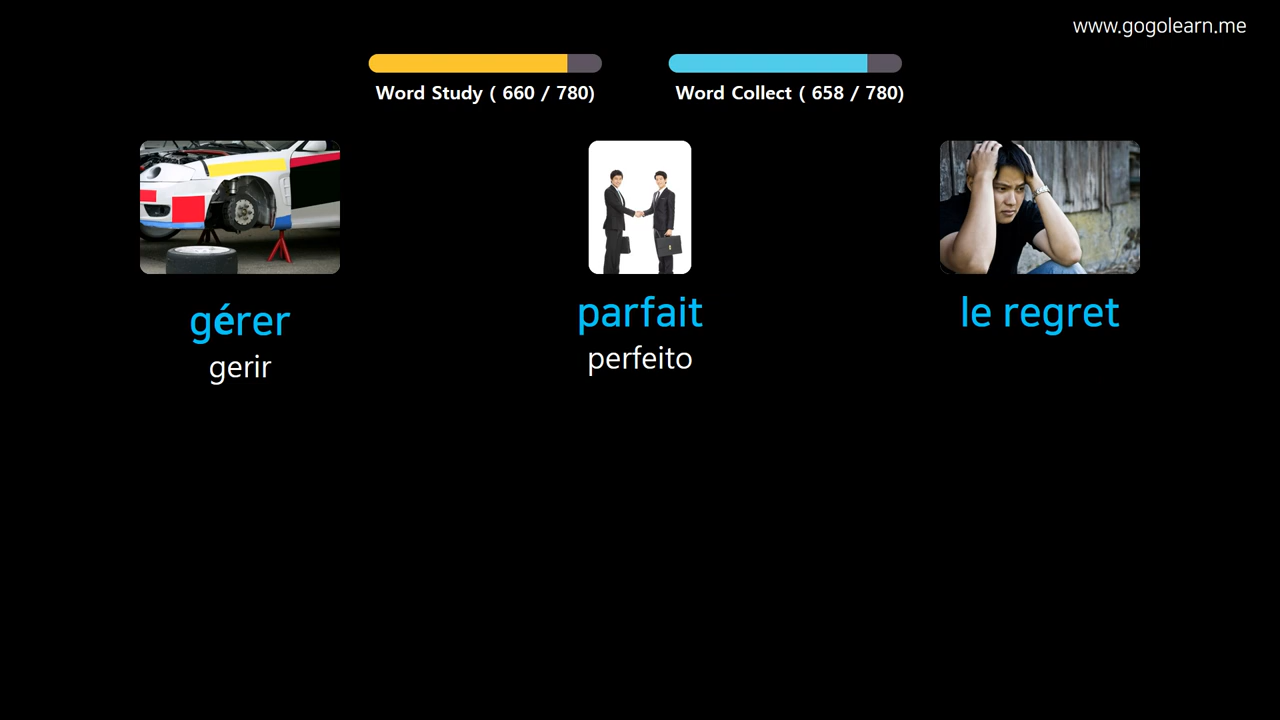 www.gogolearn.me
Word Study ( 660 / 780)
Word Collect ( 658 / 780)
gérer
gerir
parfait
perfeito
le regret